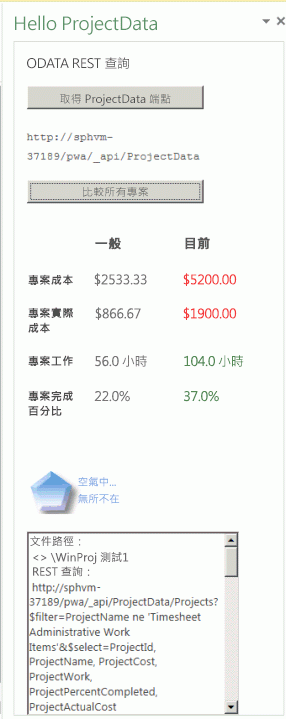 Hello ProjectData
ODATA REST 查詢
取得 ProjectData 端點
http://sphvm-
37189/pwa/_api/ProjectData
比較所有專案
一般 目前
專案成本 $2533.33 $5200.00
專案實際
成本 $866.67 $1900.00
專案工作 56.0 小時 104.0 小時
專案完成
百分比 22.0% 37.0%
空氣中...
無所不在
文件路徑：
<> \WinProj 測試1
REST 查詢：
http://sphvm-
37189/pwa/_api/ProjectData/Projects?
$filter=ProjectName ne 'Timesheet
Administrative Work
Items'&$select=ProjectId,
ProjectName, ProjectCost,
ProjectWork,
ProjectPercentCompleted,
ProjectActualCost